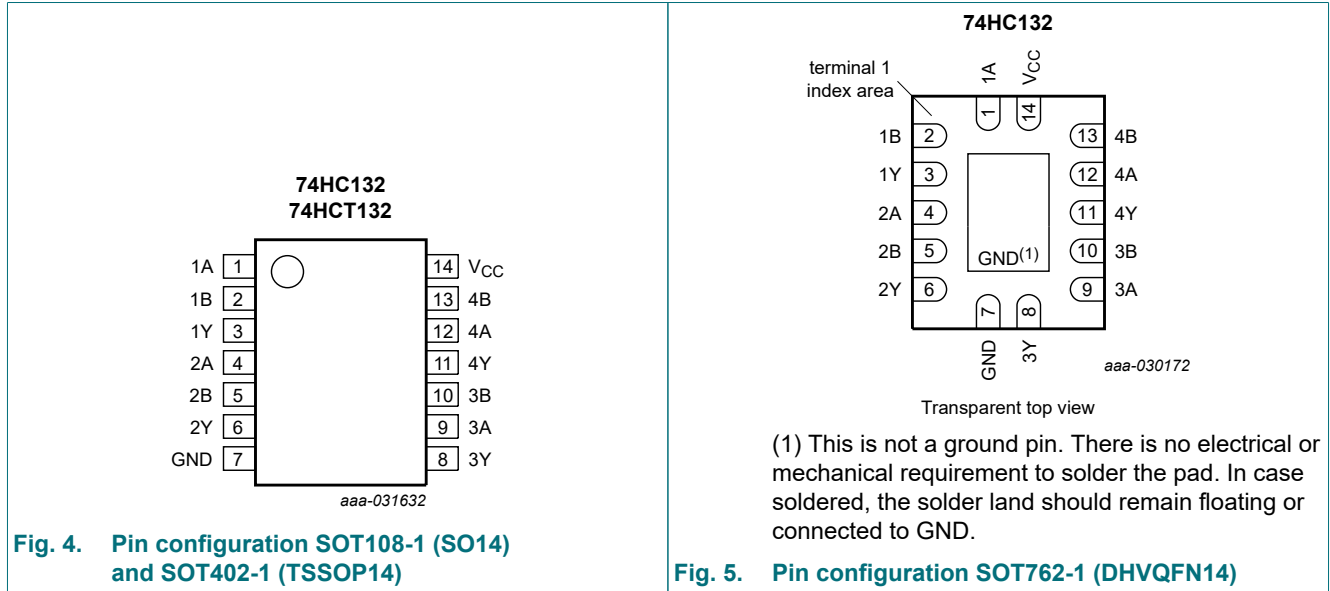 74HC132
74HCT132
1A 1
1B 2
1Y 3
2A 4
2B 5
2Y 6
GND 7
14 VCC
13 4B
12 4A
11 4Y
10 3B
9 3A
8 3Y
aaa-031632
Fig. 4. Pin configuration SOT108-1 (SO14)
and SOT402-1 (TSSOP14)
74HC132
terminal 1
index area
1A
VCC
1
14
1B 2
1Y 3
2A 4
2B 5
2Y 6
13 4B
12 4A
11 4Y
10 3B
9 3A
GND(1)
7
8
GND
3Y
aaa-030172
Transparent top view
(1) This is not a ground pin. There is no electrical or
mechanical requirement to solder the pad. In case
soldered, the solder land should remain floating or
connected to GND.
Fig. 5. Pin configuration SOT762-1 (DHVQFN14)